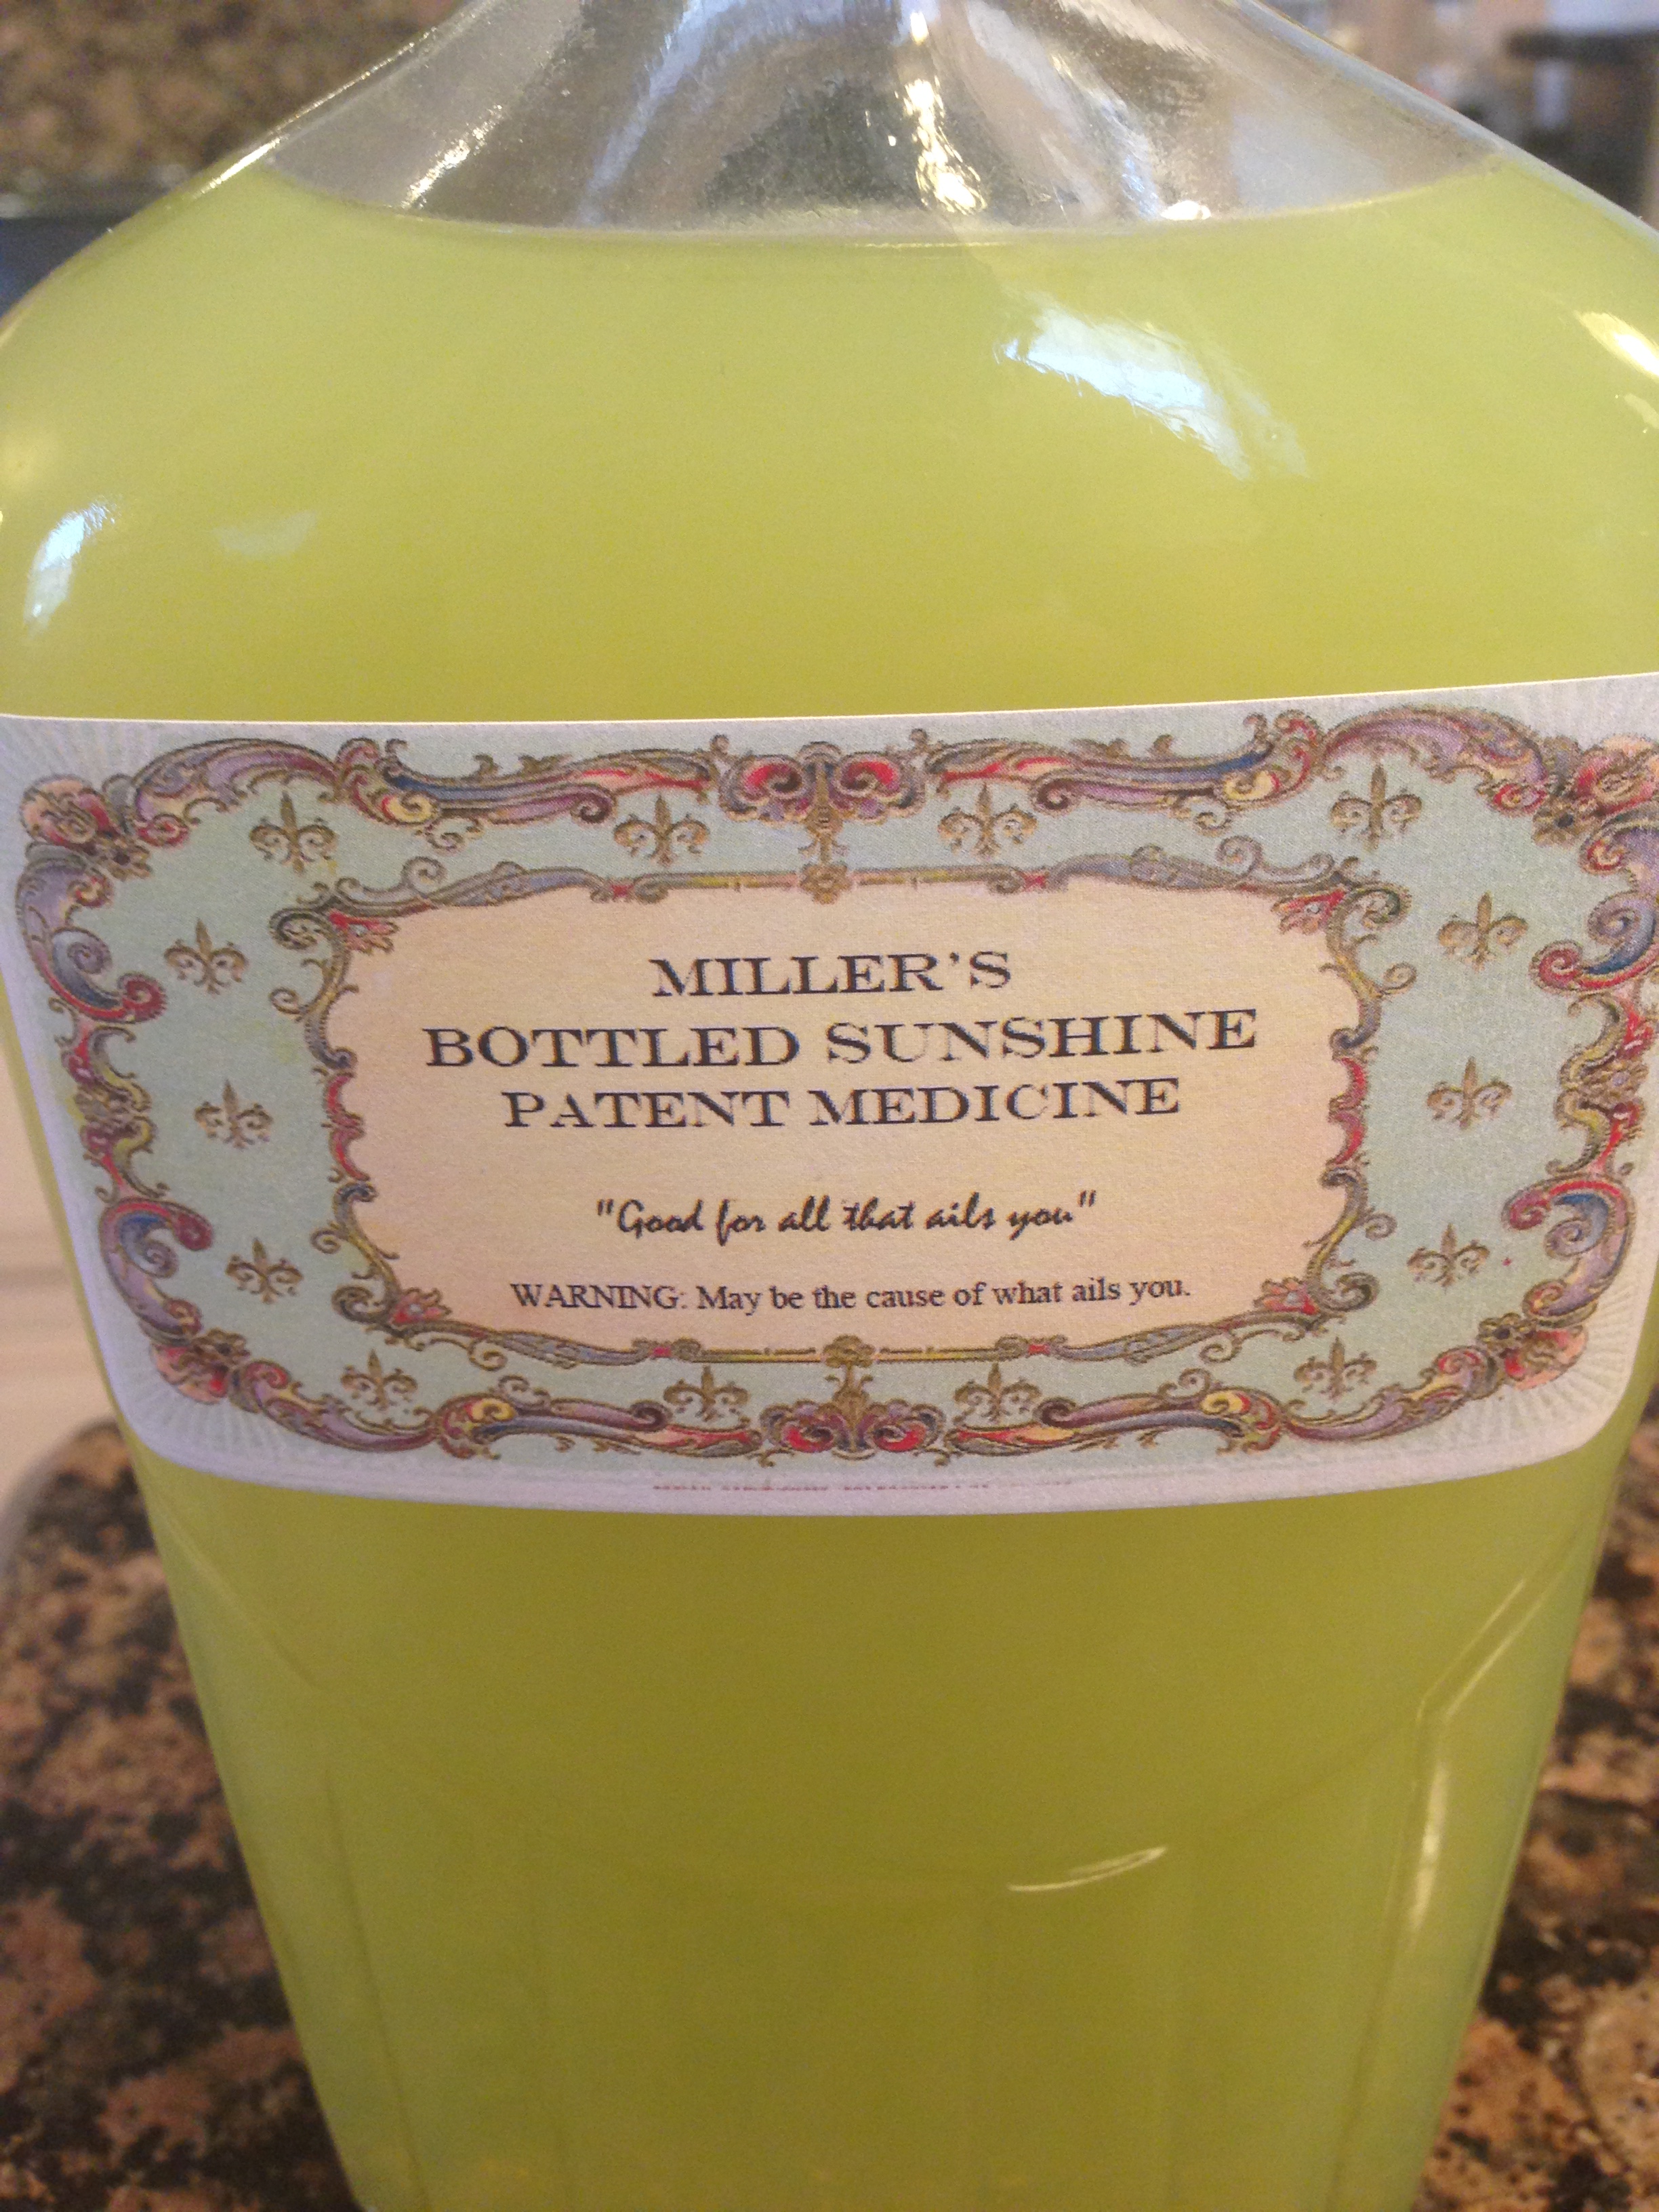 MILLER'S
BOTTLED SUNSHINE
PATENT MEDICINE
"Good for all that ails you"
WARNING: May be the cause of what ails you.